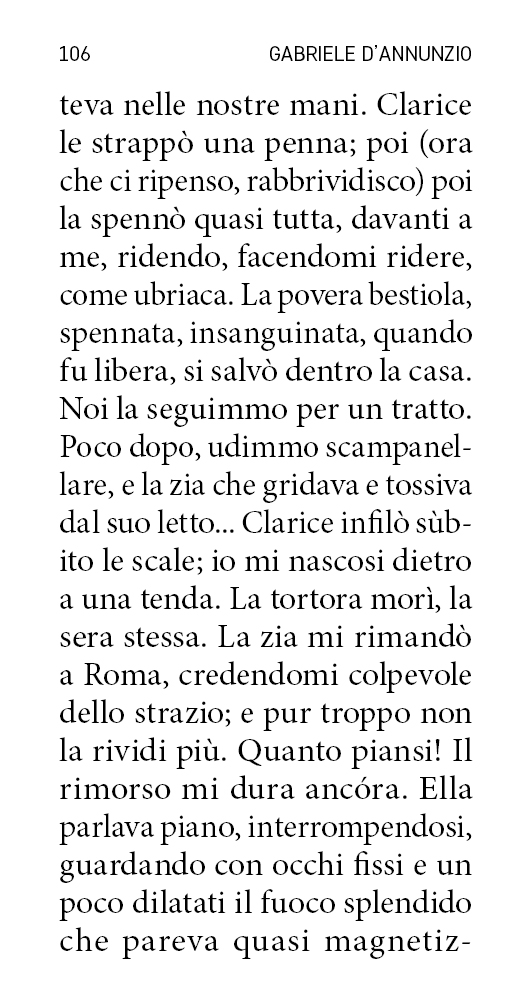 106 GABRIELE D’ANNUNZIO
teva nelle nostre mani. Clarice
le strappò una penna; poi (ora
che ci ripenso, rabbrividisco) poi
la spennò quasi tutta, davanti a
me, ridendo, facendomi ridere,
come ubriaca. La povera bestiola,
spennata, insanguinata, quando
fu libera, si salvò dentro la casa.
Noi la seguimmo per un tratto.
Poco dopo, udimmo scampanel-
lare, e la zia che gridava e tossiva
dal suo letto... Clarice infilò sùb-
ito le scale; io mi nascosi dietro
a una tenda. La tortora morì, la
sera stessa. La zia mi rimandò
a Roma, credendomi colpevole
dello strazio; e pur troppo non
la rividi più. Quanto piansi! Il
rimorso mi dura ancóra. Ella
parlava piano, interrompendosi,
guardando con occhi fissi e un
poco dilatati il fuoco splendido
che pareva quasi magnetiz-